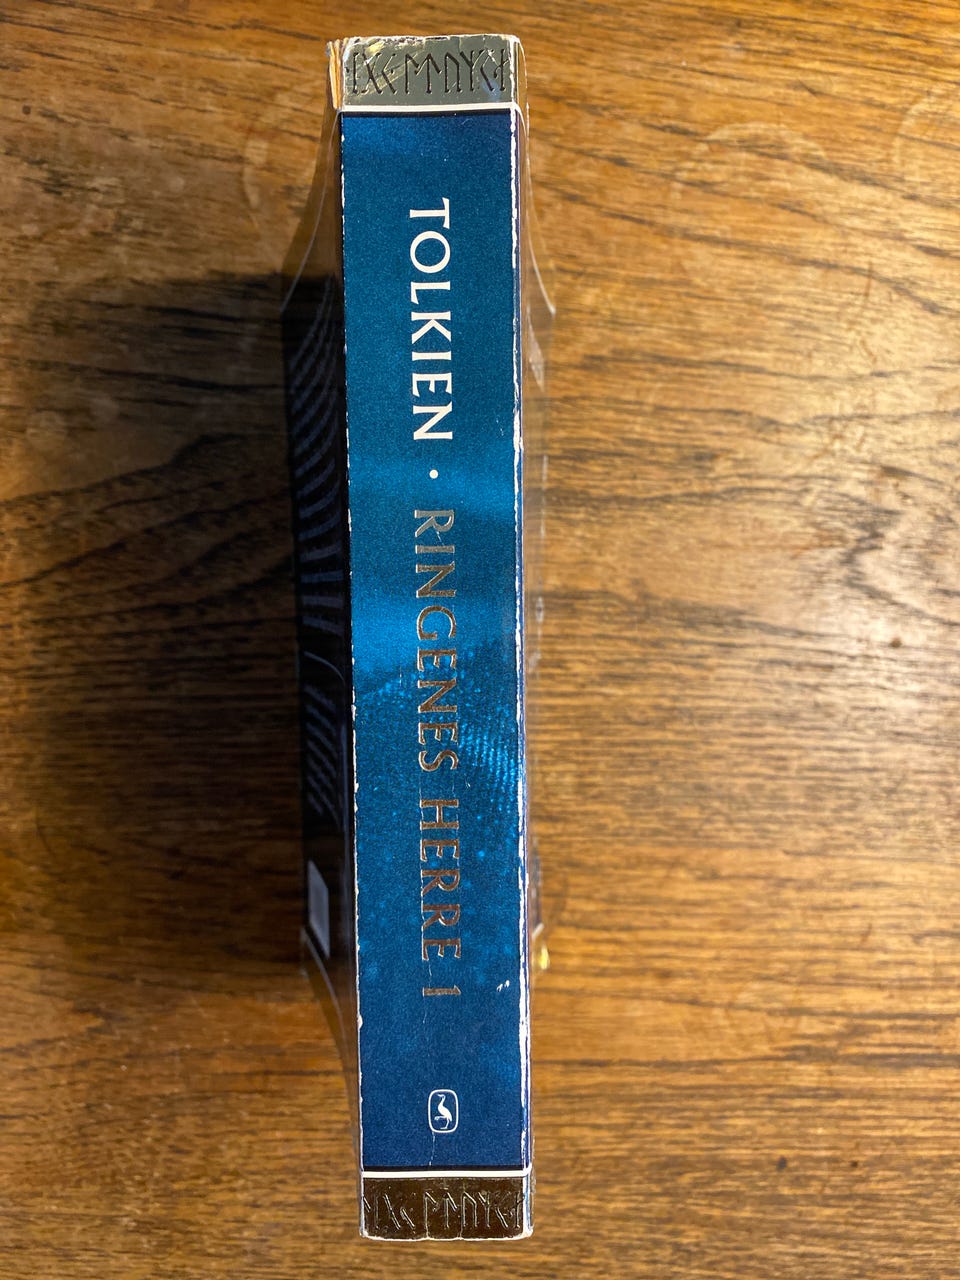 TOLKIEN · RINGENES HERRE 1